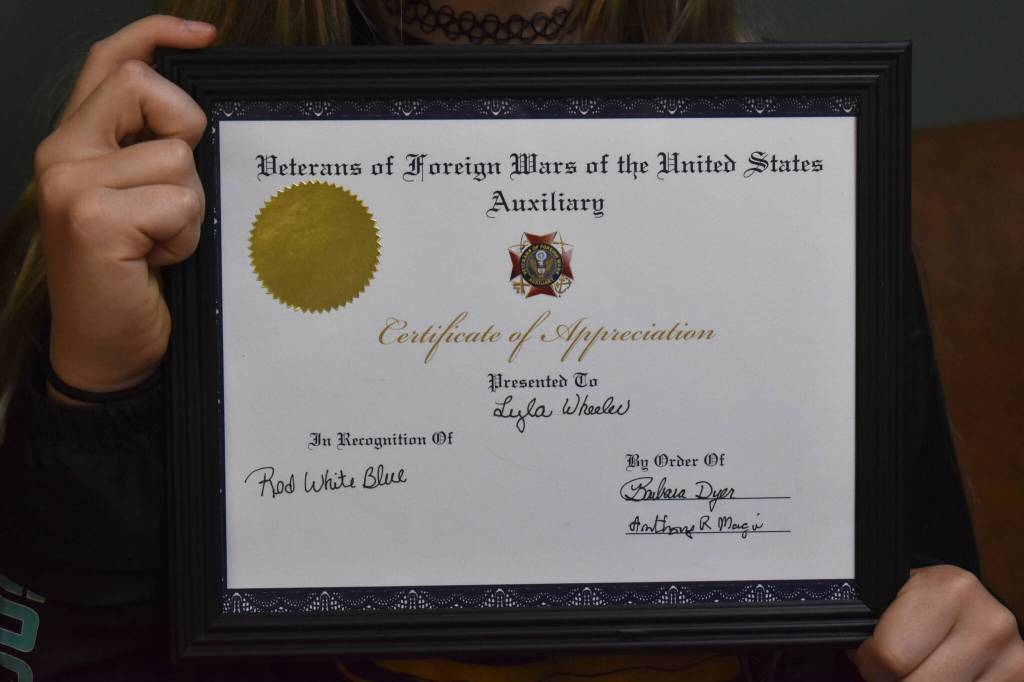 Veterans of Foreign Wars of the United States
Auxiliary
Certificate of Appreciation
Presented To
Lyla Wheeler
In Recognition Of
Red White Blue
By Order Of
Barbara Dyer
Anthony R